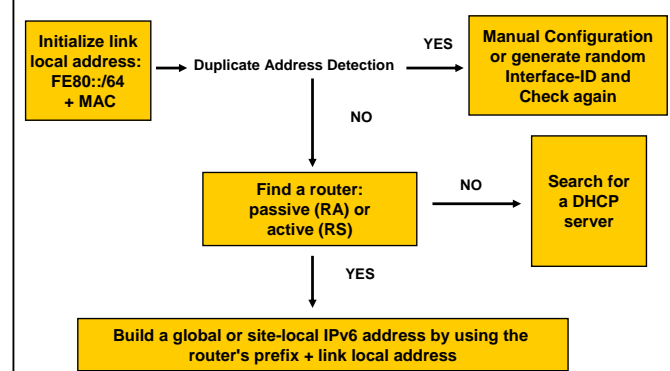 Initialize link
local address:
FE80::/64
+ MAC
Duplicate Address Detection
YES
Manual Configuration
or generate random
Interface-ID and
Check again
NO
Find a router:
passive (RA) or
active (RS)
NO
Search for
a DHCP
server
YES
Build a global or site-local IPv6 address by using the
router's prefix + link local address